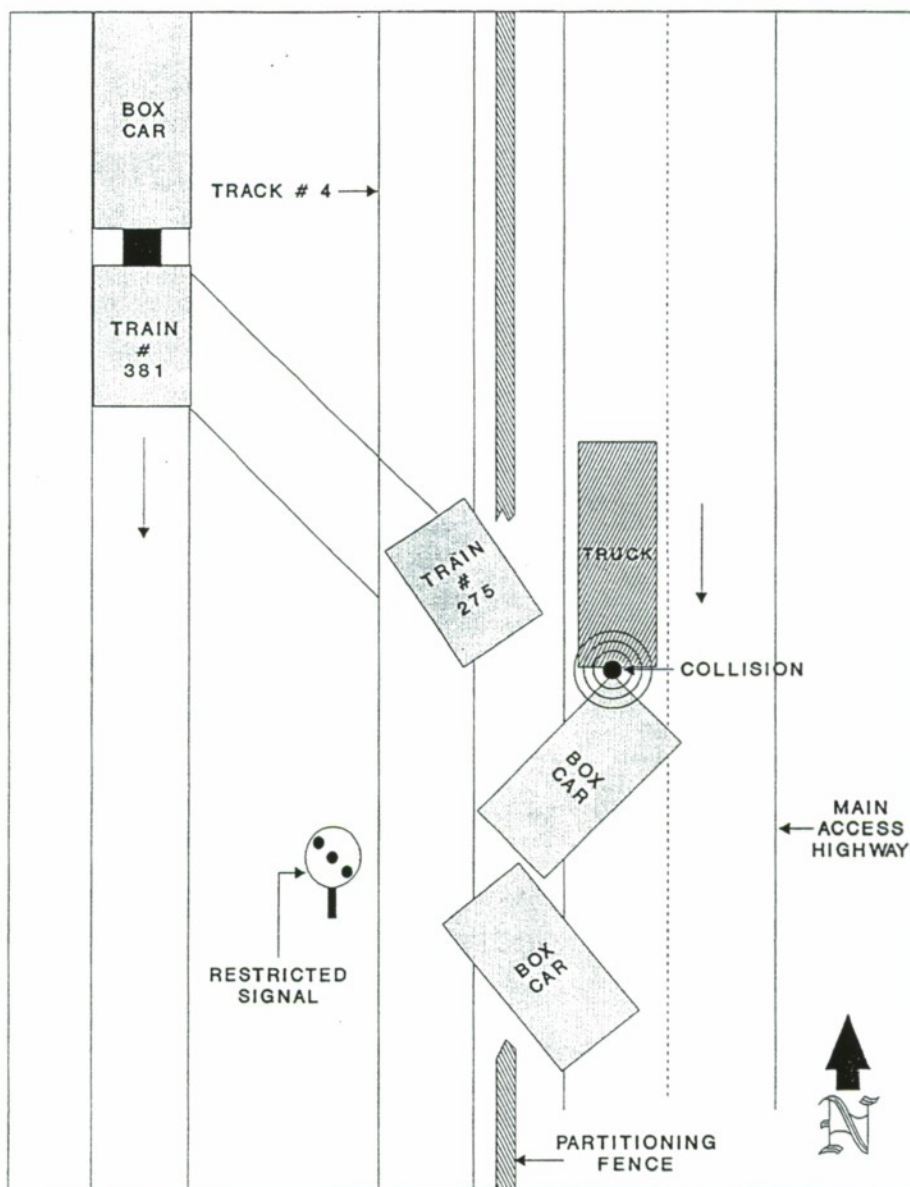 BOX
CAR
TRACK # 4
TRAIN
#
381
TRAIN
#
275
TRUCK
COLLISION
BOX
CAR
MAIN
ACCESS
HIGHWAY
BOX
CAR
RESTRICTED
SIGNAL
N
PARTITIONING
FENCE